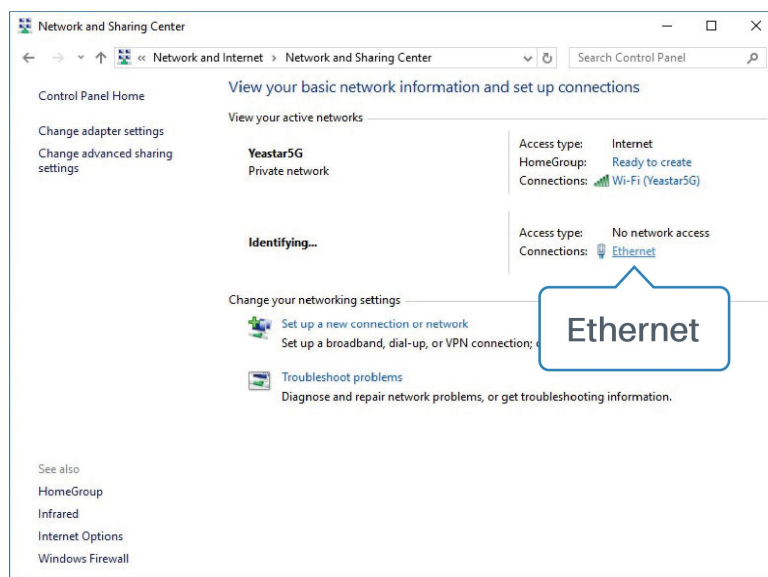 Network and Sharing Center
« Network and Internet › Network and Sharing Center
Search Control Panel
Control Panel Home
Change adapter settings
Change advanced sharing
settings
View your basic network information and set up connections
View your active networks
Yeastar5G
Private network
Access type: Internet
HomeGroup: Ready to create
Connections: Wi-Fi (Yeastar5G)
Identifying...
Access type: No network access
Connections: Ethernet
Ethernet
Change your networking settings
Set up a new connection or network
Set up a broadband, dial-up, or VPN connection;
Troubleshoot problems
Diagnose and repair network problems, or get troubleshooting information.
See also
HomeGroup
Infrared
Internet Options
Windows Firewall